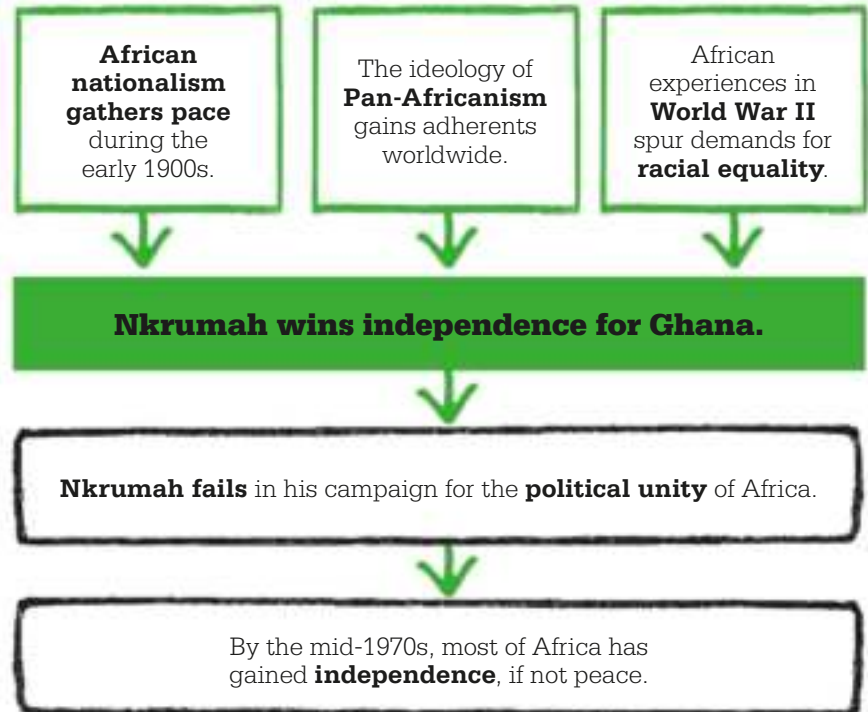 African
nationalism
gathers pace
during the
early 1900s.
The ideology of
Pan-Africanism
gains adherents
worldwide.
African
experiences in
World War II
spur demands for
racial equality.
Nkrumah wins independence for Ghana.
Nkrumah fails in his campaign for the political unity of Africa.
By the mid-1970s, most of Africa has
gained independence, if not peace.